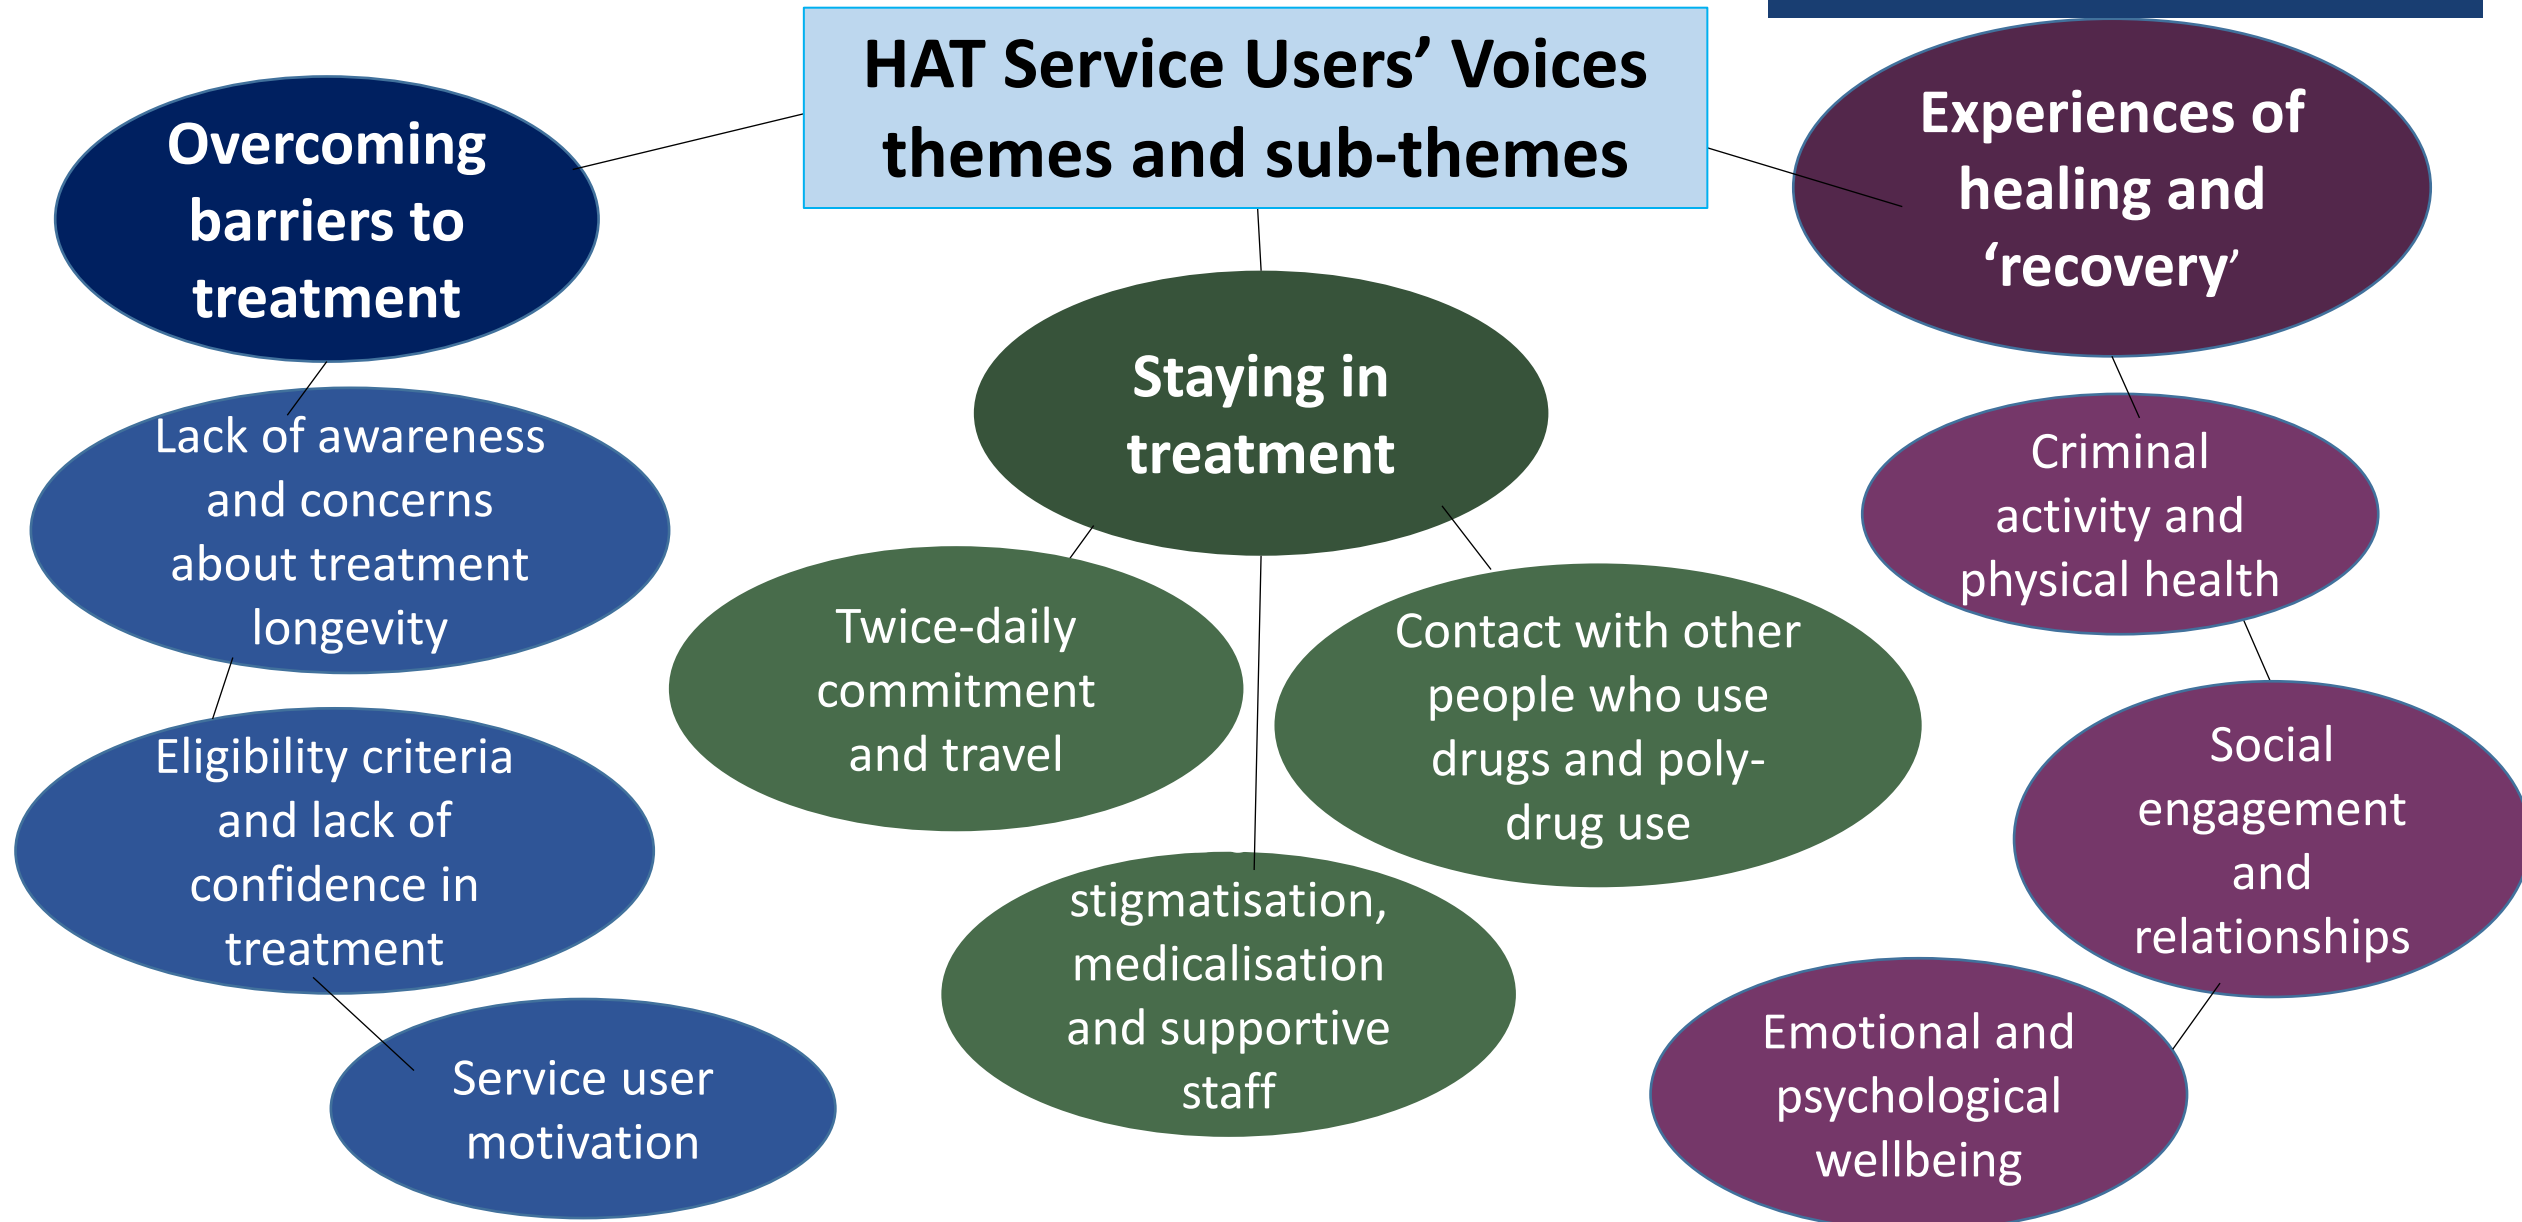 HAT Service Users’ Voices
themes and sub-themes
Overcoming
barriers to
treatment
Lack of awareness
and concerns
about treatment
longevity
Eligibility criteria
and lack of
confidence in
treatment
Service user
motivation
Staying in
treatment
Twice-daily
commitment
and travel
stigmatisation,
medicalisation
and supportive
staff
Contact with other
people who use
drugs and poly-
drug use
Experiences of
healing and
‘recovery’
Criminal
activity and
physical health
Social
engagement
and
relationships
Emotional and
psychological
wellbeing